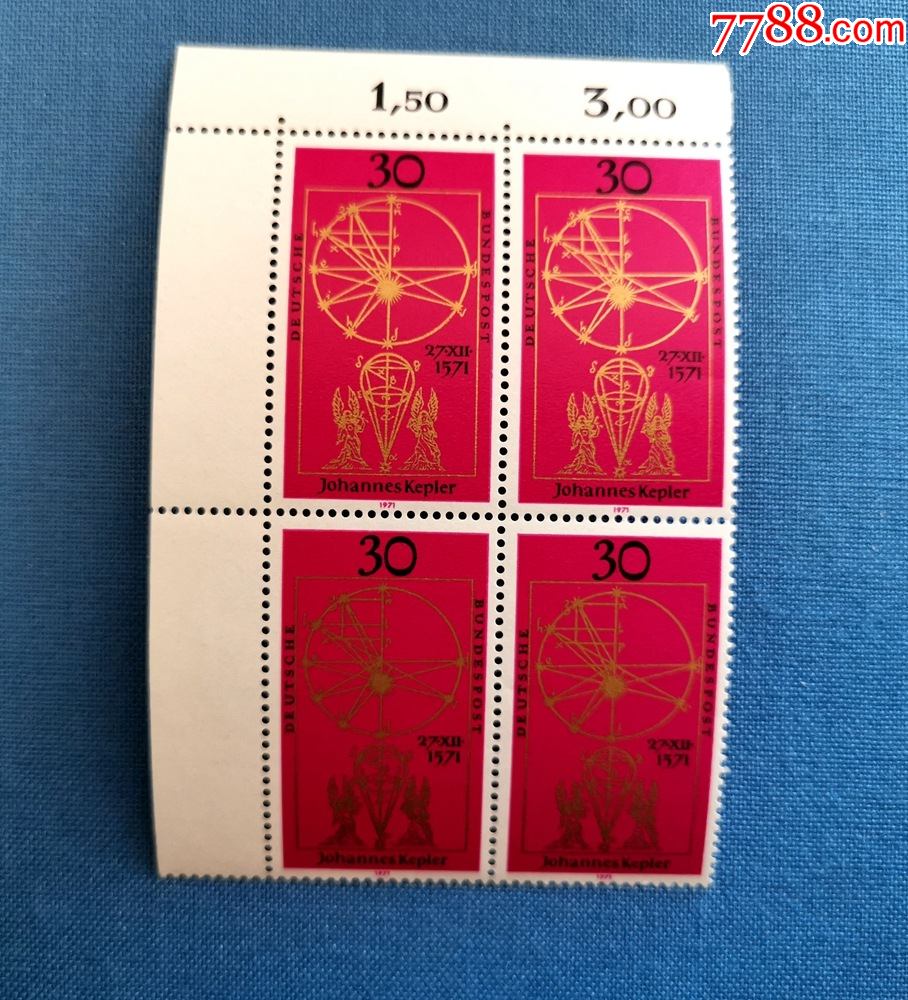 7788.com
1,50
3,00
30
DEUTSCHE
BUNDESPOST
27·XII·
1571
Johannes Kepler
1971
30
DEUTSCHE
BUNDESPOST
27·XII·
1571
Johannes Kepler
1971
30
DEUTSCHE
BUNDESPOST
27·XII·
1571
Johannes Kepler
1971
30
DEUTSCHE
BUNDESPOST
27·XII·
1571
Johannes Kepler
1971